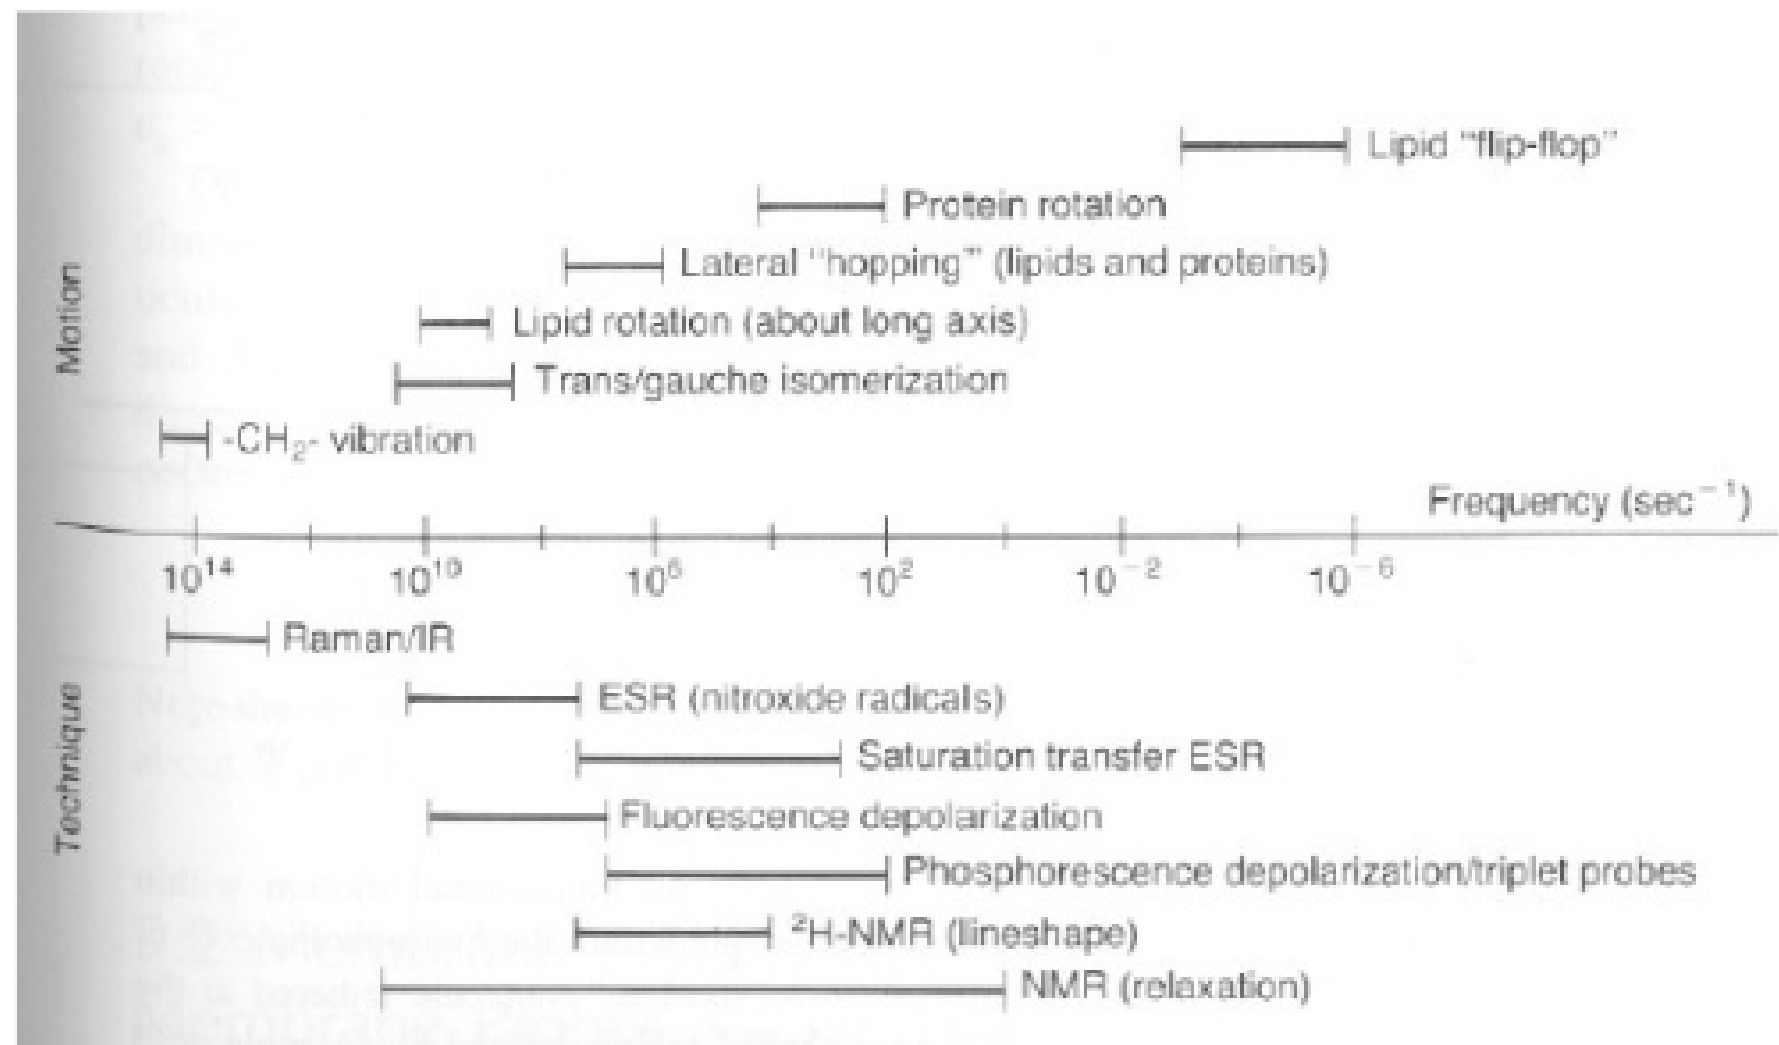 Lipid "flip-flop"
Protein rotation
Lateral "hopping" (lipids and proteins)
Lipid rotation (about long axis)
Trans/gauche isomerization
-CH₂- vibration
Motion
Frequency (sec⁻¹)
10¹⁴ 10¹⁰ 10⁶ 10² 10⁻² 10⁻⁶
Raman/IR
ESR (nitroxide radicals)
Saturation transfer ESR
Fluorescence depolarization
Phosphorescence depolarization/triplet probes
²H-NMR (lineshape)
NMR (relaxation)
Technique